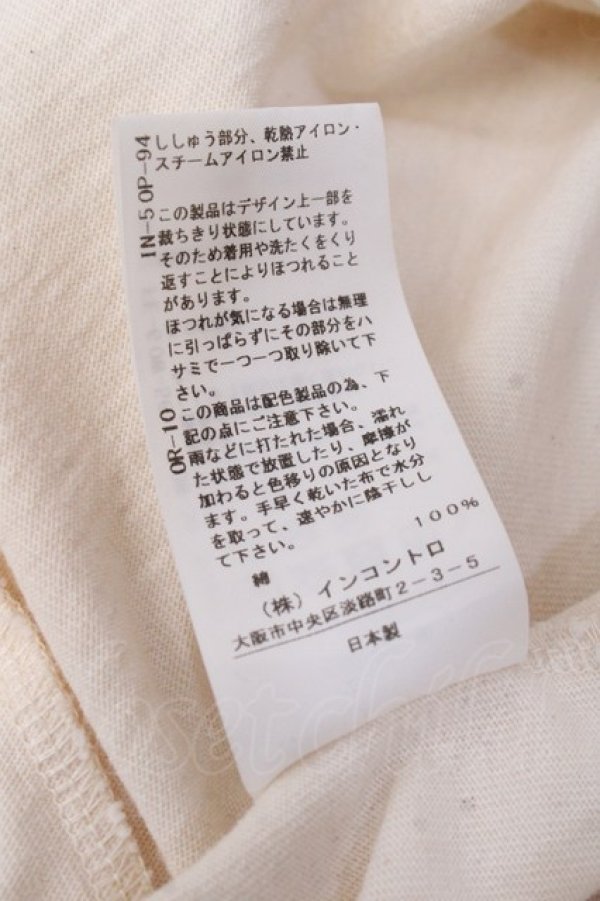 IN-5OP-94
ししゅう部分、乾熱アイロン・
スチームアイロン禁止
この製品はデザイン上一部を
裁ちきり状態にしています。
そのため着用や洗たくをくり
返すことによりほつれること
があります。
ほつれが気になる場合は無理
に引っぱらずにその部分をハ
サミで一つ一つ取り除いて下
さい。
OR-10
この商品は配色製品の為、下
記の点にご注意下さい。
雨などに打たれた場合、濡れ
た状態で放置したり、摩擦が
加わると色移りの原因となり
ます。手早く乾いた布で水分
を取って、速やかに陰干しし
て下さい。
綿 100%
(株)インコントロ
大阪市中央区淡路町2-3-5
日本製
closetchild